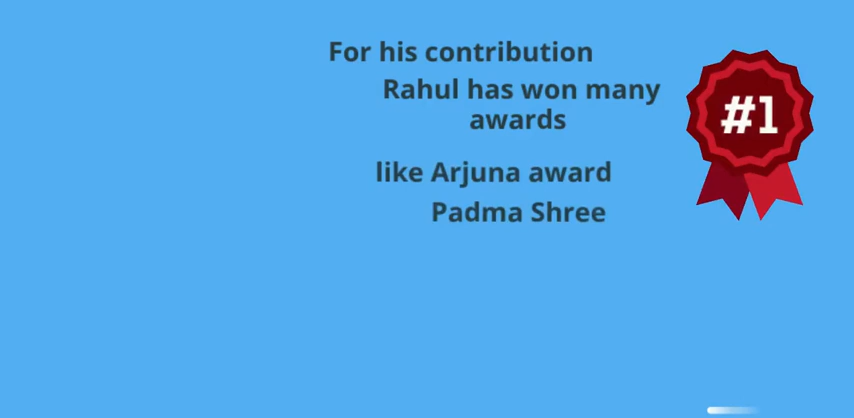 For his contribution
Rahul has won many
awards
like Arjuna award
Padma Shree
#1